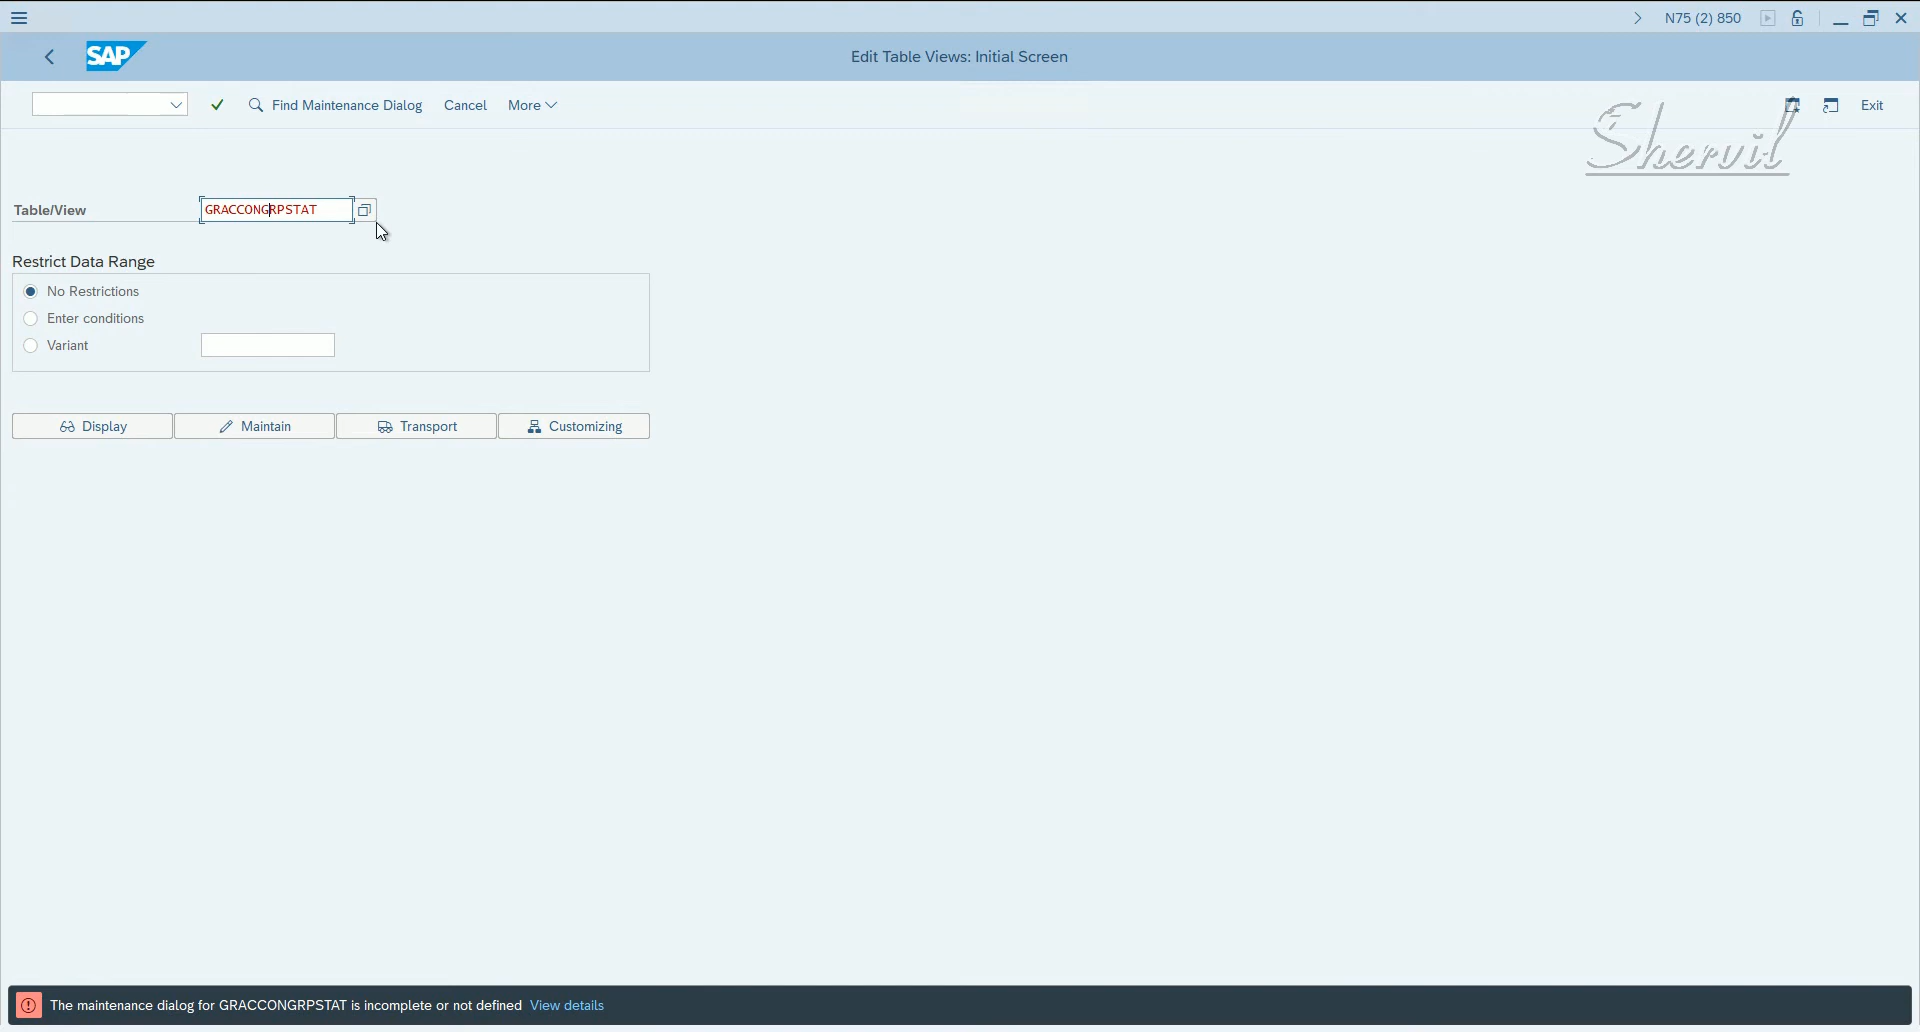 N75 (2) 850
SAP
Edit Table Views: Initial Screen
Find Maintenance Dialog Cancel More Exit
Shervil
Table/View GRACCONGRPSTAT
Restrict Data Range
No Restrictions
Enter conditions
Variant
Display Maintain Transport Customizing
The maintenance dialog for GRACCONGRPSTAT is incomplete or not defined View details